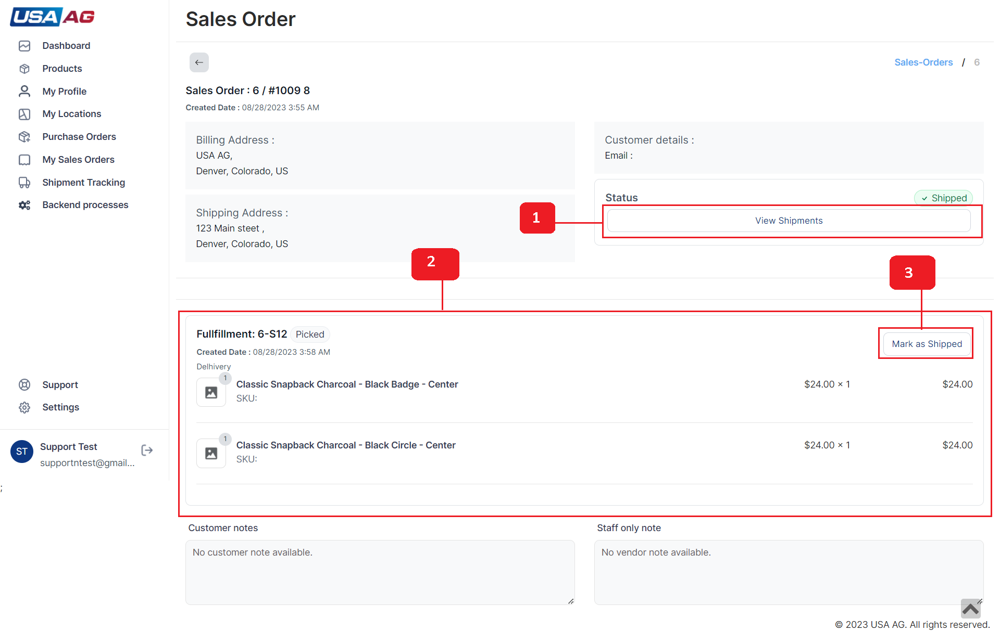 USA AG
Dashboard
Products
My Profile
My Locations
Purchase Orders
My Sales Orders
Shipment Tracking
Backend processes
Support
Settings
ST
Support Test
supportntest@gmail...
;
Sales Order
Sales-Orders / 6
Sales Order : 6 / #1009 8
Created Date : 08/28/2023 3:55 AM
Billing Address :
USA AG,
Denver, Colorado, US
Customer details :
Email :
Shipping Address :
123 Main steet ,
Denver, Colorado, US
Status
Shipped
1
View Shipments
2
3
Fullfillment: 6-S12 Picked
Mark as Shipped
Created Date : 08/28/2023 3:58 AM
Delhivery
1
Classic Snapback Charcoal - Black Badge - Center $24.00 × 1 $24.00
SKU:
1
Classic Snapback Charcoal - Black Circle - Center $24.00 × 1 $24.00
SKU:
Customer notes
No customer note available.
Staff only note
No vendor note available.
© 2023 USA AG. All rights reserved.